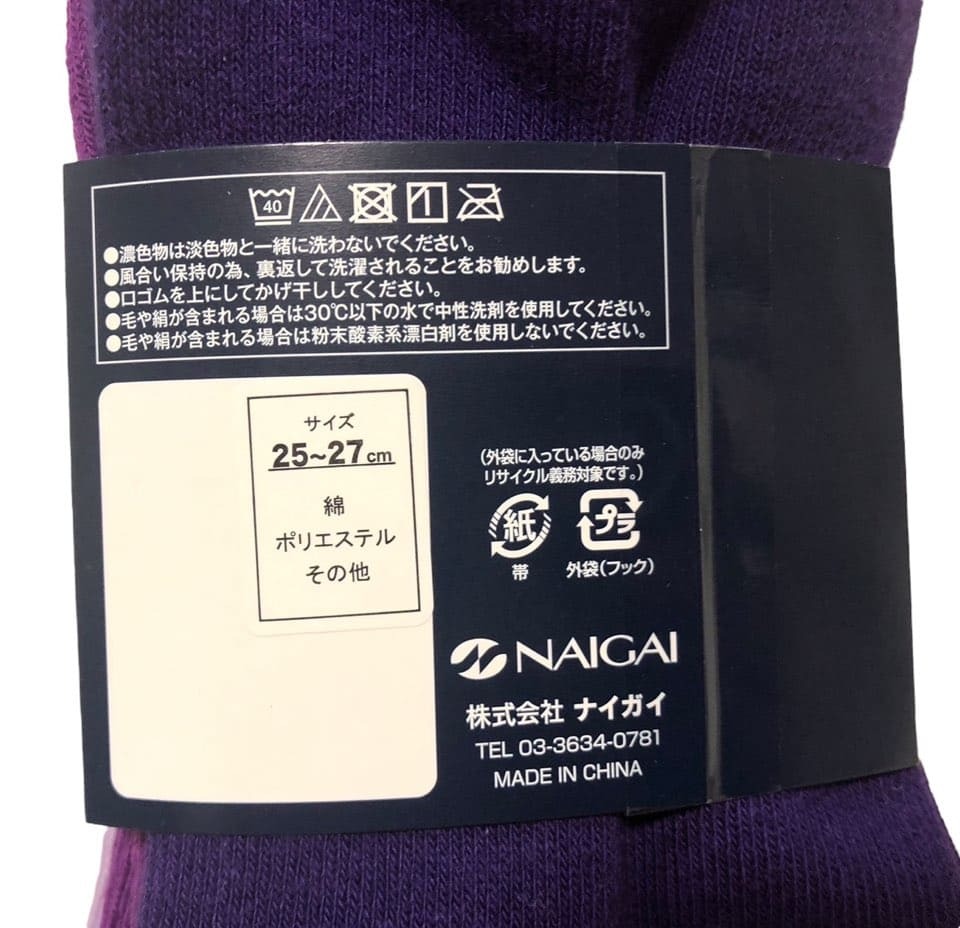 40
●濃色物は淡色物と一緒に洗わないでください。
●風合い保持の為、裏返して洗濯されることをお勧めします。
●口ゴムを上にしてかげ干ししてください。
●毛や絹が含まれる場合は30℃以下の水で中性洗剤を使用してください。
●毛や絹が含まれる場合は粉末酸素系漂白剤を使用しないでください。
サイズ
25~27cm
綿
ポリエステル
その他
(外袋に入っている場合のみ
リサイクル義務対象です。)
紙 プラ
帯 外袋(フック)
NAIGAI
株式会社 ナイガイ
TEL 03-3634-0781
MADE IN CHINA